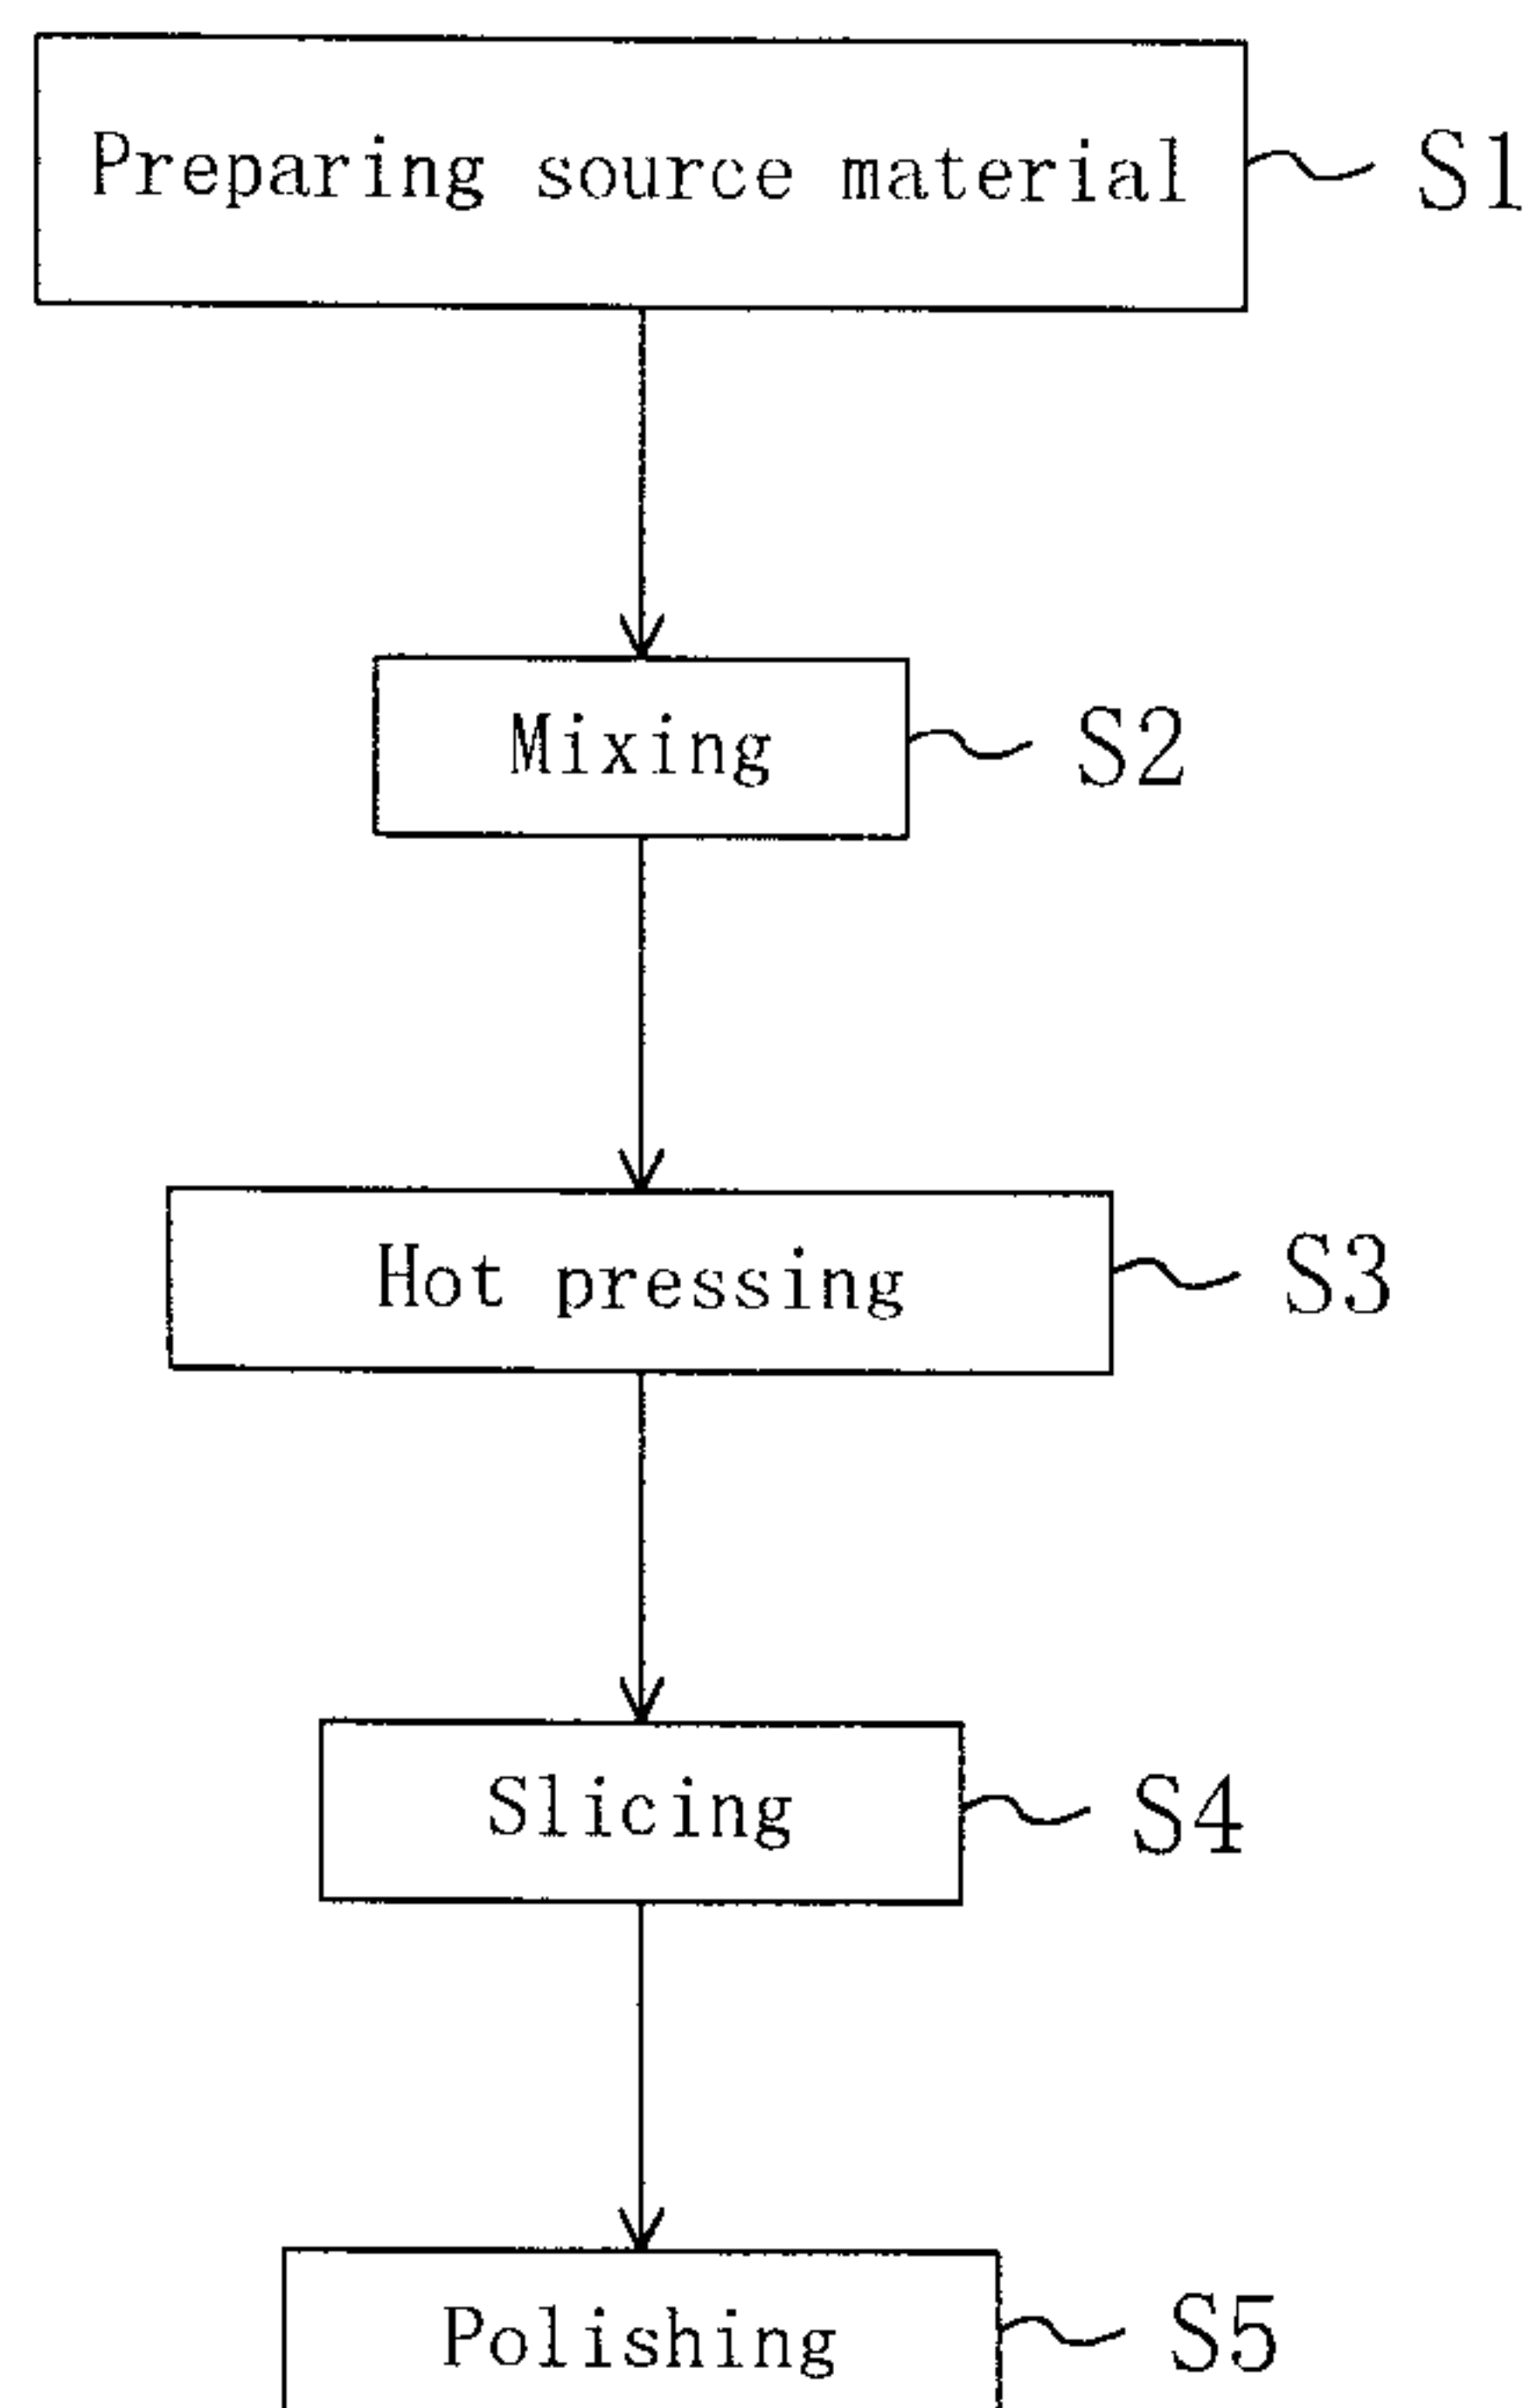 Preparing source material S1
Mixing S2
Hot pressing S3
Slicing S4
Polishing S5